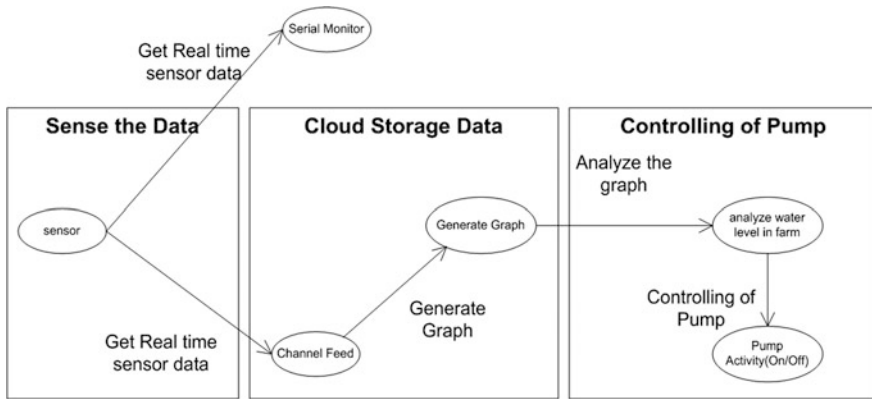 Serial Monitor
Get Real time
sensor data
Sense the Data
Cloud Storage Data
Controlling of Pump
Analyze the
graph
sensor
Generate Graph
analyze water
level in farm
Generate
Graph
Controlling of
Pump
Get Real time
sensor data
Channel Feed
Pump
Activity(On/Off)